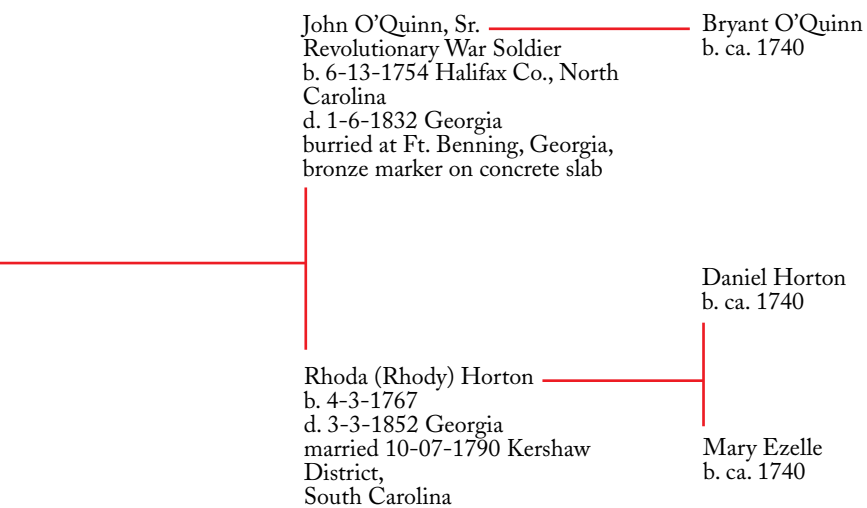 John O’Quinn, Sr.
Revolutionary War Soldier
b. 6-13-1754 Halifax Co., North
Carolina
d. 1-6-1832 Georgia
burried at Ft. Benning, Georgia,
bronze marker on concrete slab
Bryant O’Quinn
b. ca. 1740
Daniel Horton
b. ca. 1740
Rhoda (Rhody) Horton
b. 4-3-1767
d. 3-3-1852 Georgia
married 10-07-1790 Kershaw
District,
South Carolina
Mary Ezelle
b. ca. 1740